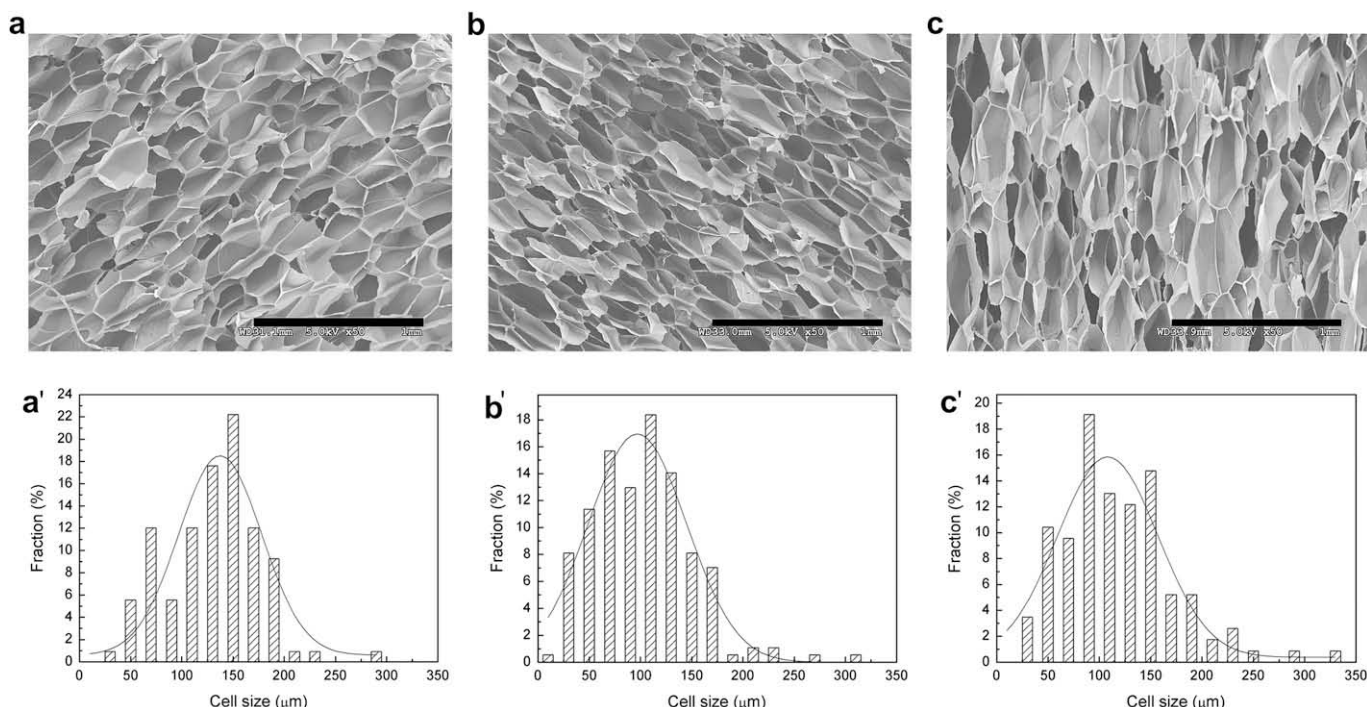 a
b
c
WD31.1mm 5.0kV x50 1mm
WD33.0mm 5.0kV x50 1mm
WD33.9mm 5.0kV x50 1mm
a'
24
22
20
18
16
14
12
10
8
6
4
2
0
Fraction (%)
0 50 100 150 200 250 300 350
Cell size (μm)
b'
18
16
14
12
10
8
6
4
2
0
Fraction (%)
0 50 100 150 200 250 300 350
Cell size (μm)
c'
20
18
16
14
12
10
8
6
4
2
0
Fraction (%)
0 50 100 150 200 250 300 350
Cell size (μm)